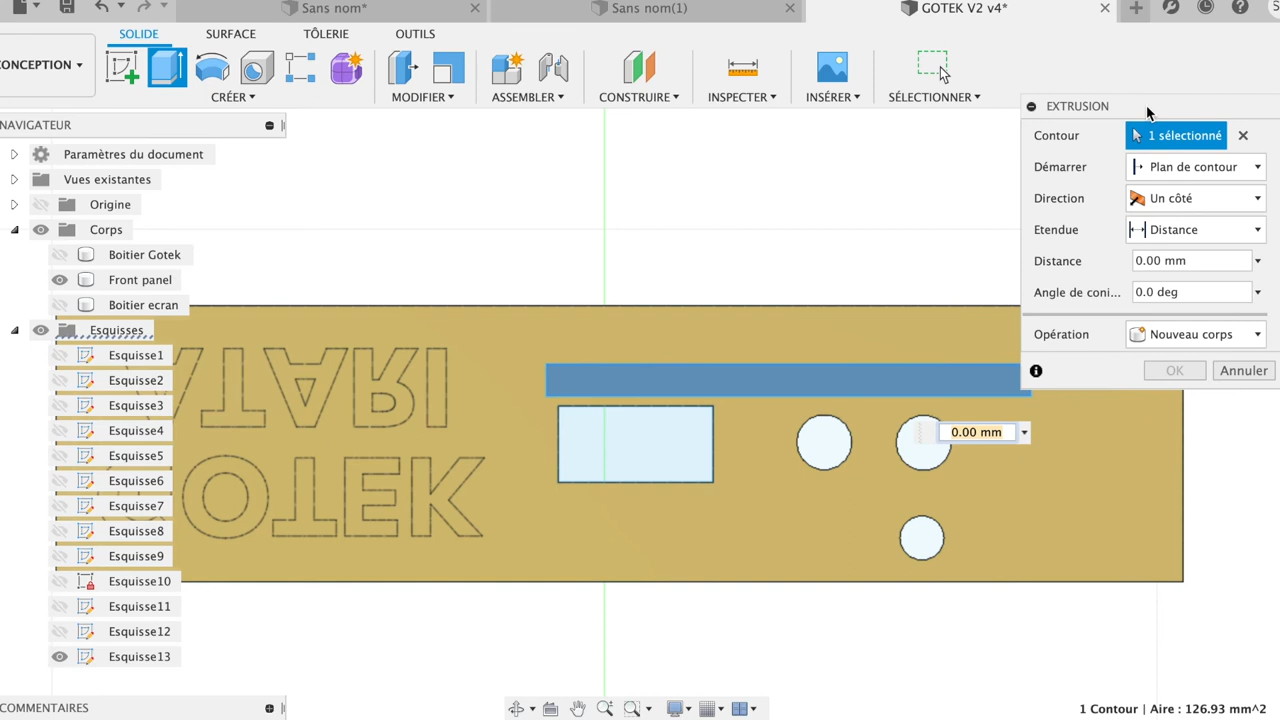 Sans nom*
Sans nom(1)
GOTEK V2 v4*
SOLIDE
SURFACE
TÔLERIE
OUTILS
ONCEPTION
CRÉER
MODIFIER
ASSEMBLER
CONSTRUIRE
INSPECTER
INSÉRER
SÉLECTIONNER
NAVIGATEUR
Paramètres du document
Vues existantes
Origine
Corps
Boitier Gotek
Front panel
Boitier ecran
Esquisses
Esquisse1
Esquisse2
Esquisse3
Esquisse4
Esquisse5
Esquisse6
Esquisse7
Esquisse8
Esquisse9
Esquisse10
Esquisse11
Esquisse12
Esquisse13
ATARI
GOTEK
0.00 mm
EXTRUSION
Contour 1 sélectionné
Démarrer Plan de contour
Direction Un côté
Etendue Distance
Distance 0.00 mm
Angle de coni... 0.0 deg
Opération Nouveau corps
OK Annuler
COMMENTAIRES
1 Contour | Aire : 126.93 mm^2